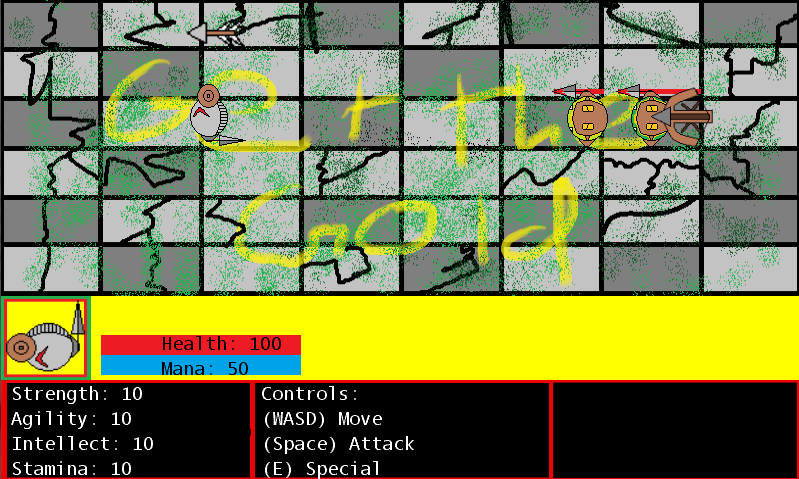 Get the
Gold
Health: 100
Mana: 50
Strength: 10
Agility: 10
Intellect: 10
Stamina: 10
Controls:
(WASD) Move
(Space) Attack
(E) Special